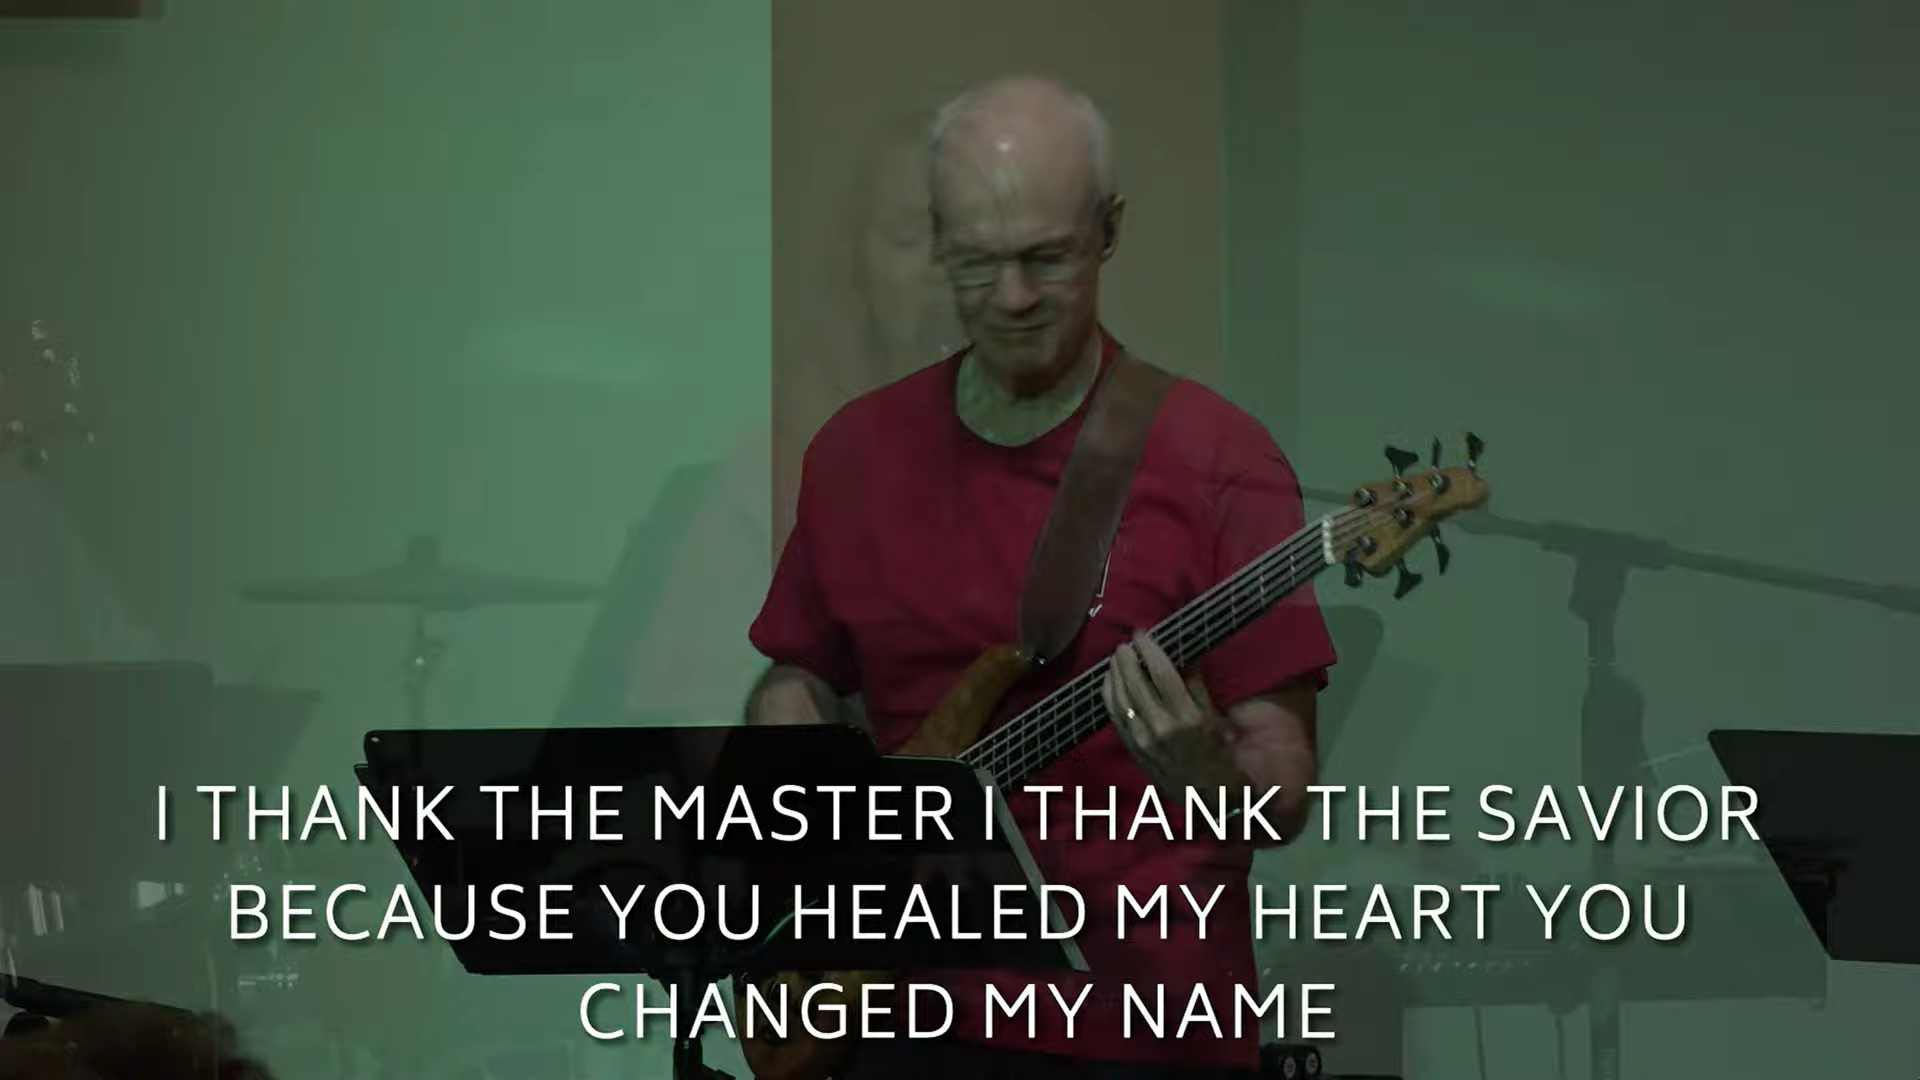 I THANK THE MASTER I THANK THE SAVIOR
BECAUSE YOU HEALED MY HEART YOU
CHANGED MY NAME